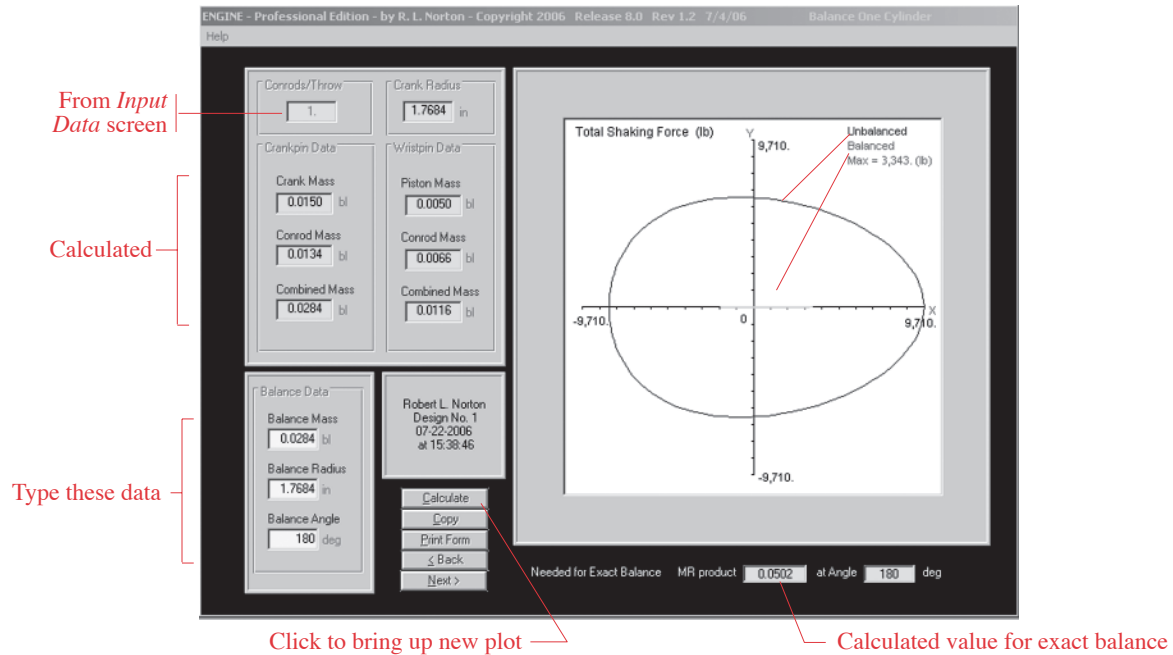 ENGINE - Professional Edition - by R. L. Norton - Copyright 2006 Release 8.0 Rev 1.2 7/4/06 Balance One Cylinder
Help
From Input
Data screen
Conrods/Throw
1.
Crank Radius
1.7684 in
Crankpin Data
Crank Mass
0.0150 bl
Conrod Mass
0.0134 bl
Combined Mass
0.0284 bl
Wristpin Data
Piston Mass
0.0050 bl
Conrod Mass
0.0066 bl
Combined Mass
0.0116 bl
Calculated
Total Shaking Force (lb)
Y
9,710.
Unbalanced
Balanced
Max = 3,343. (lb)
-9,710.
0
X
9,710.
-9,710.
Balance Data
Balance Mass
0.0284 bl
Balance Radius
1.7684 in
Balance Angle
180 deg
Type these data
Robert L. Norton
Design No. 1
07-22-2006
at 15:38:46
Calculate
Copy
Print Form
< Back
Next >
Needed for Exact Balance MR product 0.0502 at Angle 180 deg
Click to bring up new plot
Calculated value for exact balance